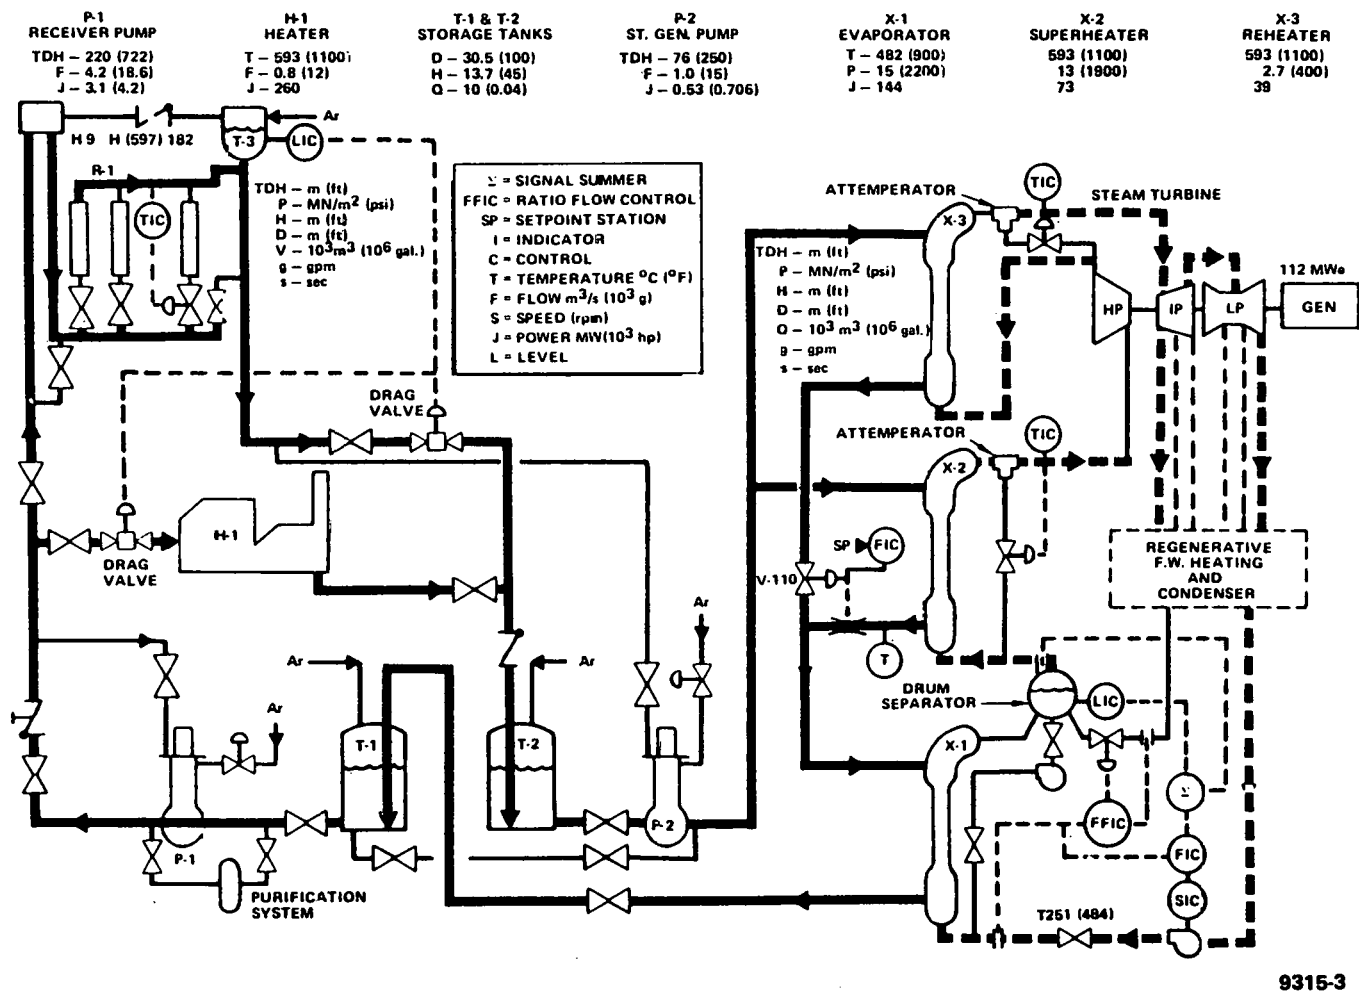 P-1
RECEIVER PUMP
TDH – 220 (722)
F – 4.2 (18.6)
J – 3.1 (4.2)
H-1
HEATER
T – 593 (1100)
F – 0.8 (12)
J – 260
T-1 & T-2
STORAGE TANKS
D – 30.5 (100)
H – 13.7 (45)
Q – 10 (0.04)
P-2
ST. GEN. PUMP
TDH – 76 (250)
F – 1.0 (15)
J – 0.53 (0.706)
X-1
EVAPORATOR
T – 482 (900)
P – 15 (2200)
J – 144
X-2
SUPERHEATER
593 (1100)
13 (1900)
73
X-3
REHEATER
593 (1100)
2.7 (400)
39
H 9 H (597) 182
T-3
Ar
LIC
R-1
TIC
TDH – m (ft)
P – MN/m² (psi)
H – m (ft)
D – m (ft)
V – 10³m³ (10⁶ gal.)
g – gpm
s – sec
Σ = SIGNAL SUMMER
FFIC = RATIO FLOW CONTROL
SP = SETPOINT STATION
I = INDICATOR
C = CONTROL
T = TEMPERATURE °C (°F)
F = FLOW m³/s (10³ g)
S = SPEED (rpm)
J = POWER MW(10³ hp)
L = LEVEL
ATTEMPERATOR
TIC
STEAM TURBINE
X-3
TDH – m (ft)
P – MN/m² (psi)
H – m (ft)
D – m (ft)
Q – 10³ m³ (10⁶ gal.)
g – gpm
s – sec
HP
IP
LP
112 MWe
GEN
DRAG
VALVE
ATTEMPERATOR
TIC
X-2
H-1
DRAG
VALVE
SP
FIC
V-110
T
REGENERATIVE
F.W. HEATING
AND
CONDENSER
Ar
Ar
Ar
Ar
DRUM
SEPARATOR
LIC
T-1
T-2
X-1
Σ
P-1
P-2
FFIC
FIC
SIC
PURIFICATION
SYSTEM
T251 (484)
9315-3